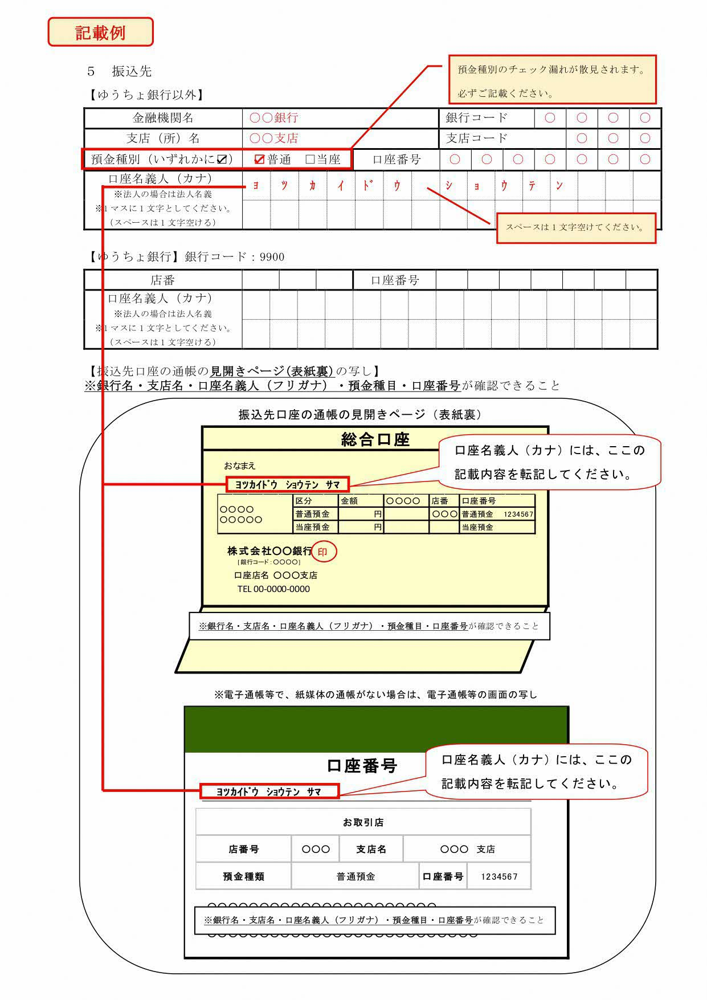 記載例
５　振込先
預金種別のチェック漏れが散見されます。
必ずご記載ください。
【ゆうちょ銀行以外】
金融機関名　〇〇銀行　銀行コード　〇　〇　〇　〇
支店（所）名　〇〇支店　支店コード　〇　〇　〇
預金種別（いずれかに☑）　☑普通　□当座　口座番号　〇　〇　〇　〇　〇　〇　〇
口座名義人（カナ）　ﾖ　ﾂ　ｶ　ｲ　ﾄﾞ　ｳ　　ｼ　ｮ　ｳ　ﾃ　ﾝ
※法人の場合は法人名義
※1マスに１文字としてください。
（スペースは１文字空ける）
スペースは１文字空けてください。
【ゆうちょ銀行】銀行コード：9900
店番　口座番号
口座名義人（カナ）
※法人の場合は法人名義
※1マスに１文字としてください。
（スペースは１文字空ける）
【振込先口座の通帳の見開きページ(表紙裏)の写し】
※銀行名・支店名・口座名義人（フリガナ）・預金種目・口座番号が確認できること
振込先口座の通帳の見開きページ（表紙裏）
総合口座
口座名義人（カナ）には、ここの
記載内容を転記してください。
おなまえ
ﾖﾂｶｲﾄﾞｳ　ｼｮｳﾃﾝ　ｻﾏ
〇〇〇〇
〇〇〇〇〇
区分　金額　〇〇〇〇　店番　口座番号
普通預金　円　〇〇〇　普通預金　1234567
当座預金　円　当座預金
株式会社〇〇銀行　印
［銀行コード：〇〇〇〇］
口座店名 〇〇〇支店
TEL 00-0000-0000
※銀行名・支店名・口座名義人（フリガナ）・預金種目・口座番号が確認できること
※電子通帳等で、紙媒体の通帳がない場合は、電子通帳等の画面の写し
口座番号
口座名義人（カナ）には、ここの
記載内容を転記してください。
ﾖﾂｶｲﾄﾞｳ　ｼｮｳﾃﾝ　ｻﾏ
お取引店
店番号　〇〇〇　支店名　〇〇〇　支店
預金種類　普通預金　口座番号　1234567
※銀行名・支店名・口座名義人（フリガナ）・預金種目・口座番号が確認できること